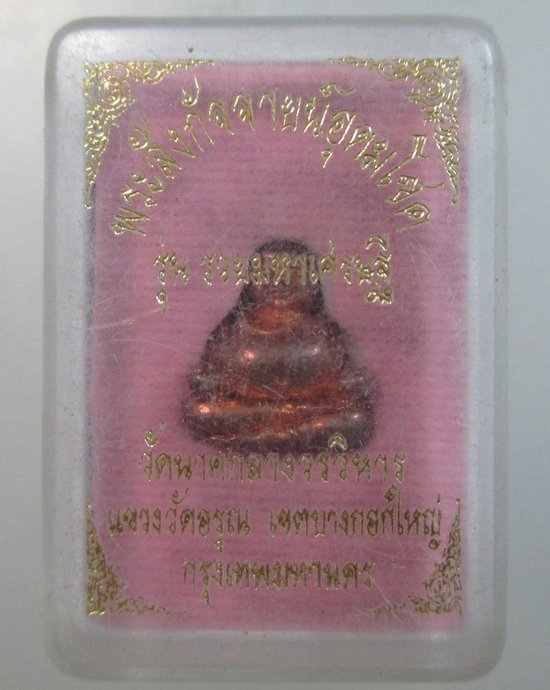 พระสังกัจจายน์อุดมโชค
รุ่น รวยมหาเศรษฐี
วัดนาคกลางวรวิหาร
แขวงวัดอรุณ เขตบางกอกใหญ่
กรุงเทพมหานคร